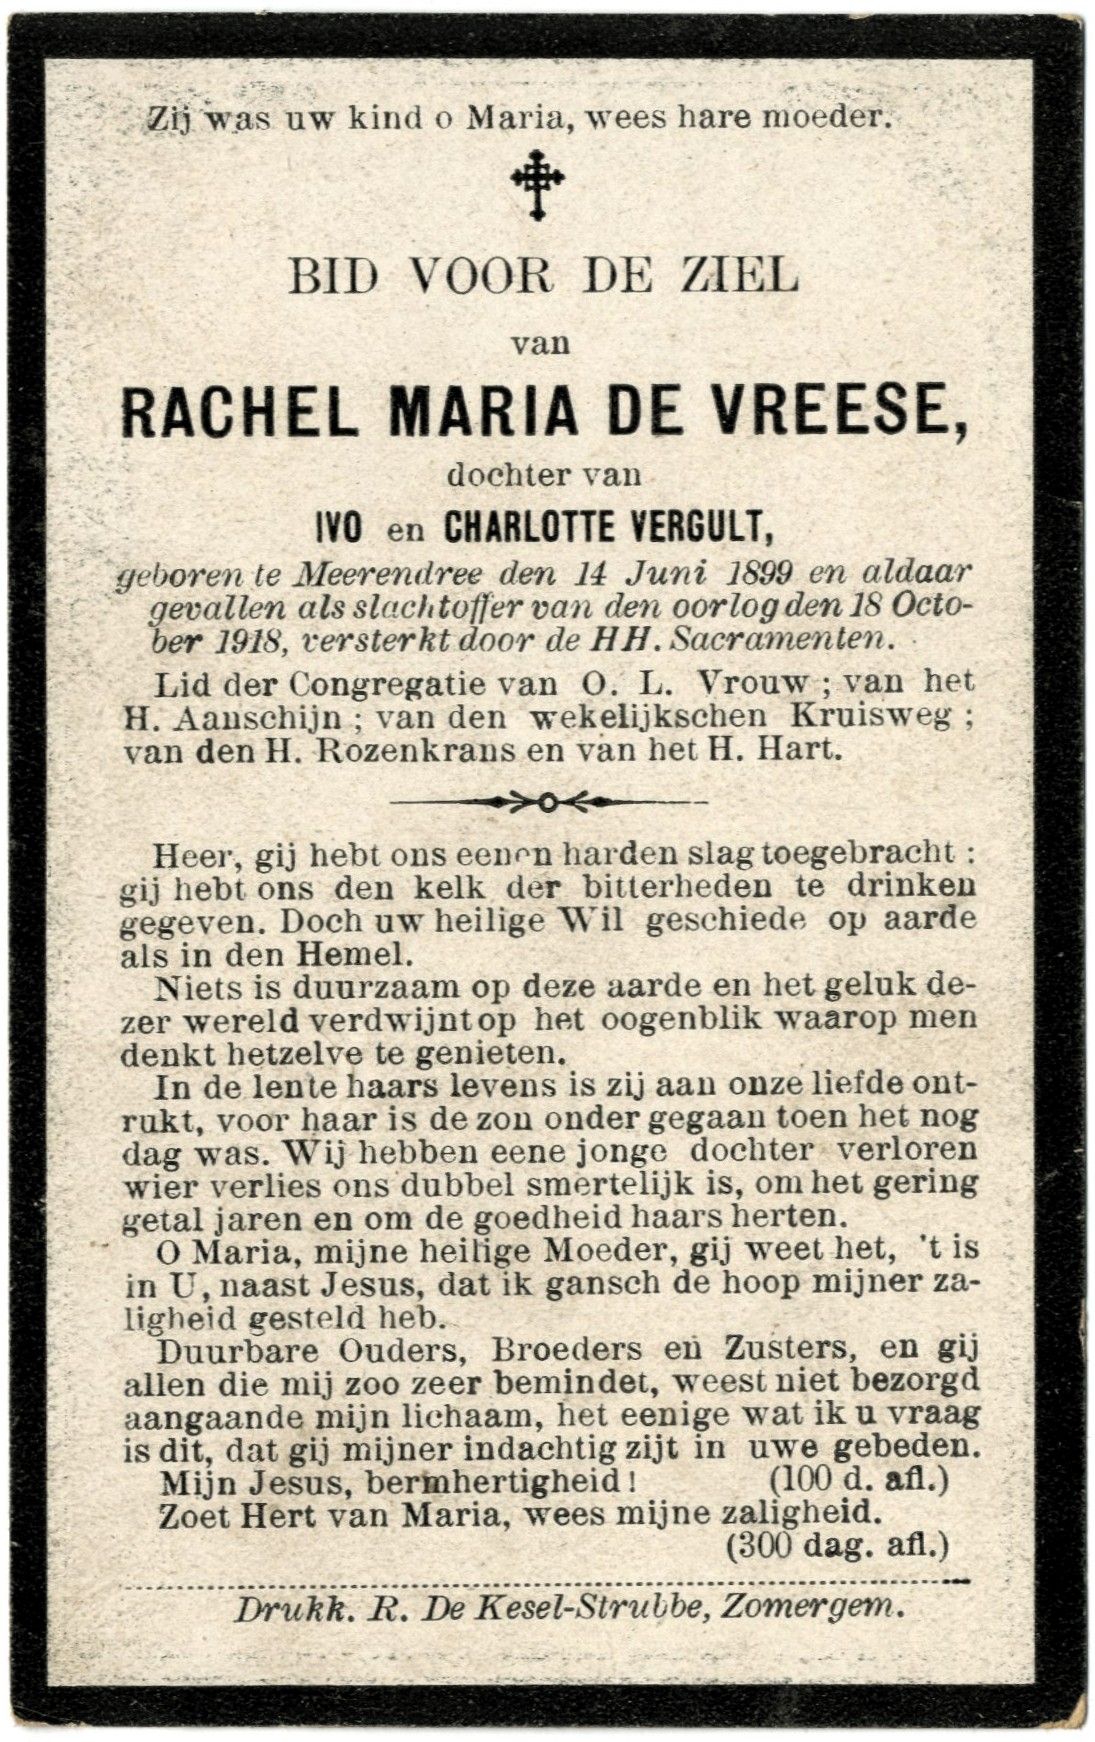 Zij was uw kind o Maria, wees hare moeder.
BID VOOR DE ZIEL
van
RACHEL MARIA DE VREESE,
dochter van
IVO en CHARLOTTE VERGULT,
geboren te Meerendree den 14 Juni 1899 en aldaar
gevallen als slachtoffer van den oorlog den 18 Octo-
ber 1918, versterkt door de HH. Sacramenten.
Lid der Congregatie van O. L. Vrouw ; van het
H. Aanschijn ; van den wekelijkschen Kruisweg ;
van den H. Rozenkrans en van het H. Hart.
Heer, gij hebt ons eenen harden slag toegebracht :
gij hebt ons den kelk der bitterheden te drinken
gegeven. Doch uw heilige Wil geschiede op aarde
als in den Hemel.
Niets is duurzaam op deze aarde en het geluk de-
zer wereld verdwijnt op het oogenblik waarop men
denkt hetzelve te genieten.
In de lente haars levens is zij aan onze liefde ont-
rukt, voor haar is de zon onder gegaan toen het nog
dag was. Wij hebben eene jonge dochter verloren
wier verlies ons dubbel smertelijk is, om het gering
getal jaren en om de goedheid haars herten.
O Maria, mijne heilige Moeder, gij weet het, 't is
in U, naast Jesus, dat ik gansch de hoop mijner za-
ligheid gesteld heb.
Duurbare Ouders, Broeders en Zusters, en gij
allen die mij zoo zeer bemindet, weest niet bezorgd
aangaande mijn lichaam, het eenige wat ik u vraag
is dit, dat gij mijner indachtig zijt in uwe gebeden.
Mijn Jesus, bermhertigheid ! (100 d. afl.)
Zoet Hert van Maria, wees mijne zaligheid.
(300 dag. afl.)
Drukk. R. De Kesel-Strubbe, Zomergem.